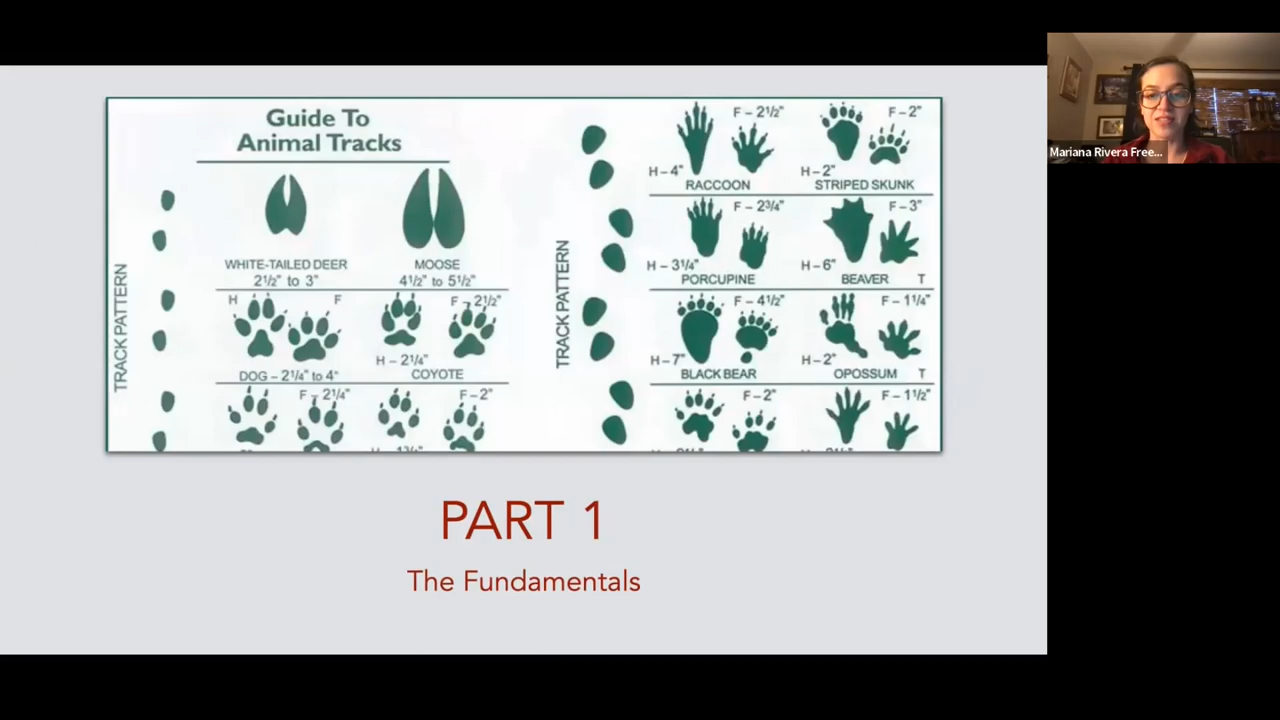 Guide To
Animal Tracks
TRACK PATTERN
WHITE-TAILED DEER
2½" to 3"
MOOSE
4½" to 5½"
H F
DOG – 2¼" to 4"
F – 2½"
H – 2¼"
COYOTE
F – 2¼"
F – 2"
H – 1¾"
TRACK PATTERN
F – 2½"
H – 4"
RACCOON
F – 2"
H – 2"
STRIPED SKUNK
F – 2¾"
H – 3¼"
PORCUPINE
F – 3"
H – 6"
BEAVER T
F – 4½"
H – 7"
BLACK BEAR
F – 1¼"
H – 2"
OPOSSUM T
F – 2"
F – 1½"
PART 1
The Fundamentals
Mariana Rivera Free...